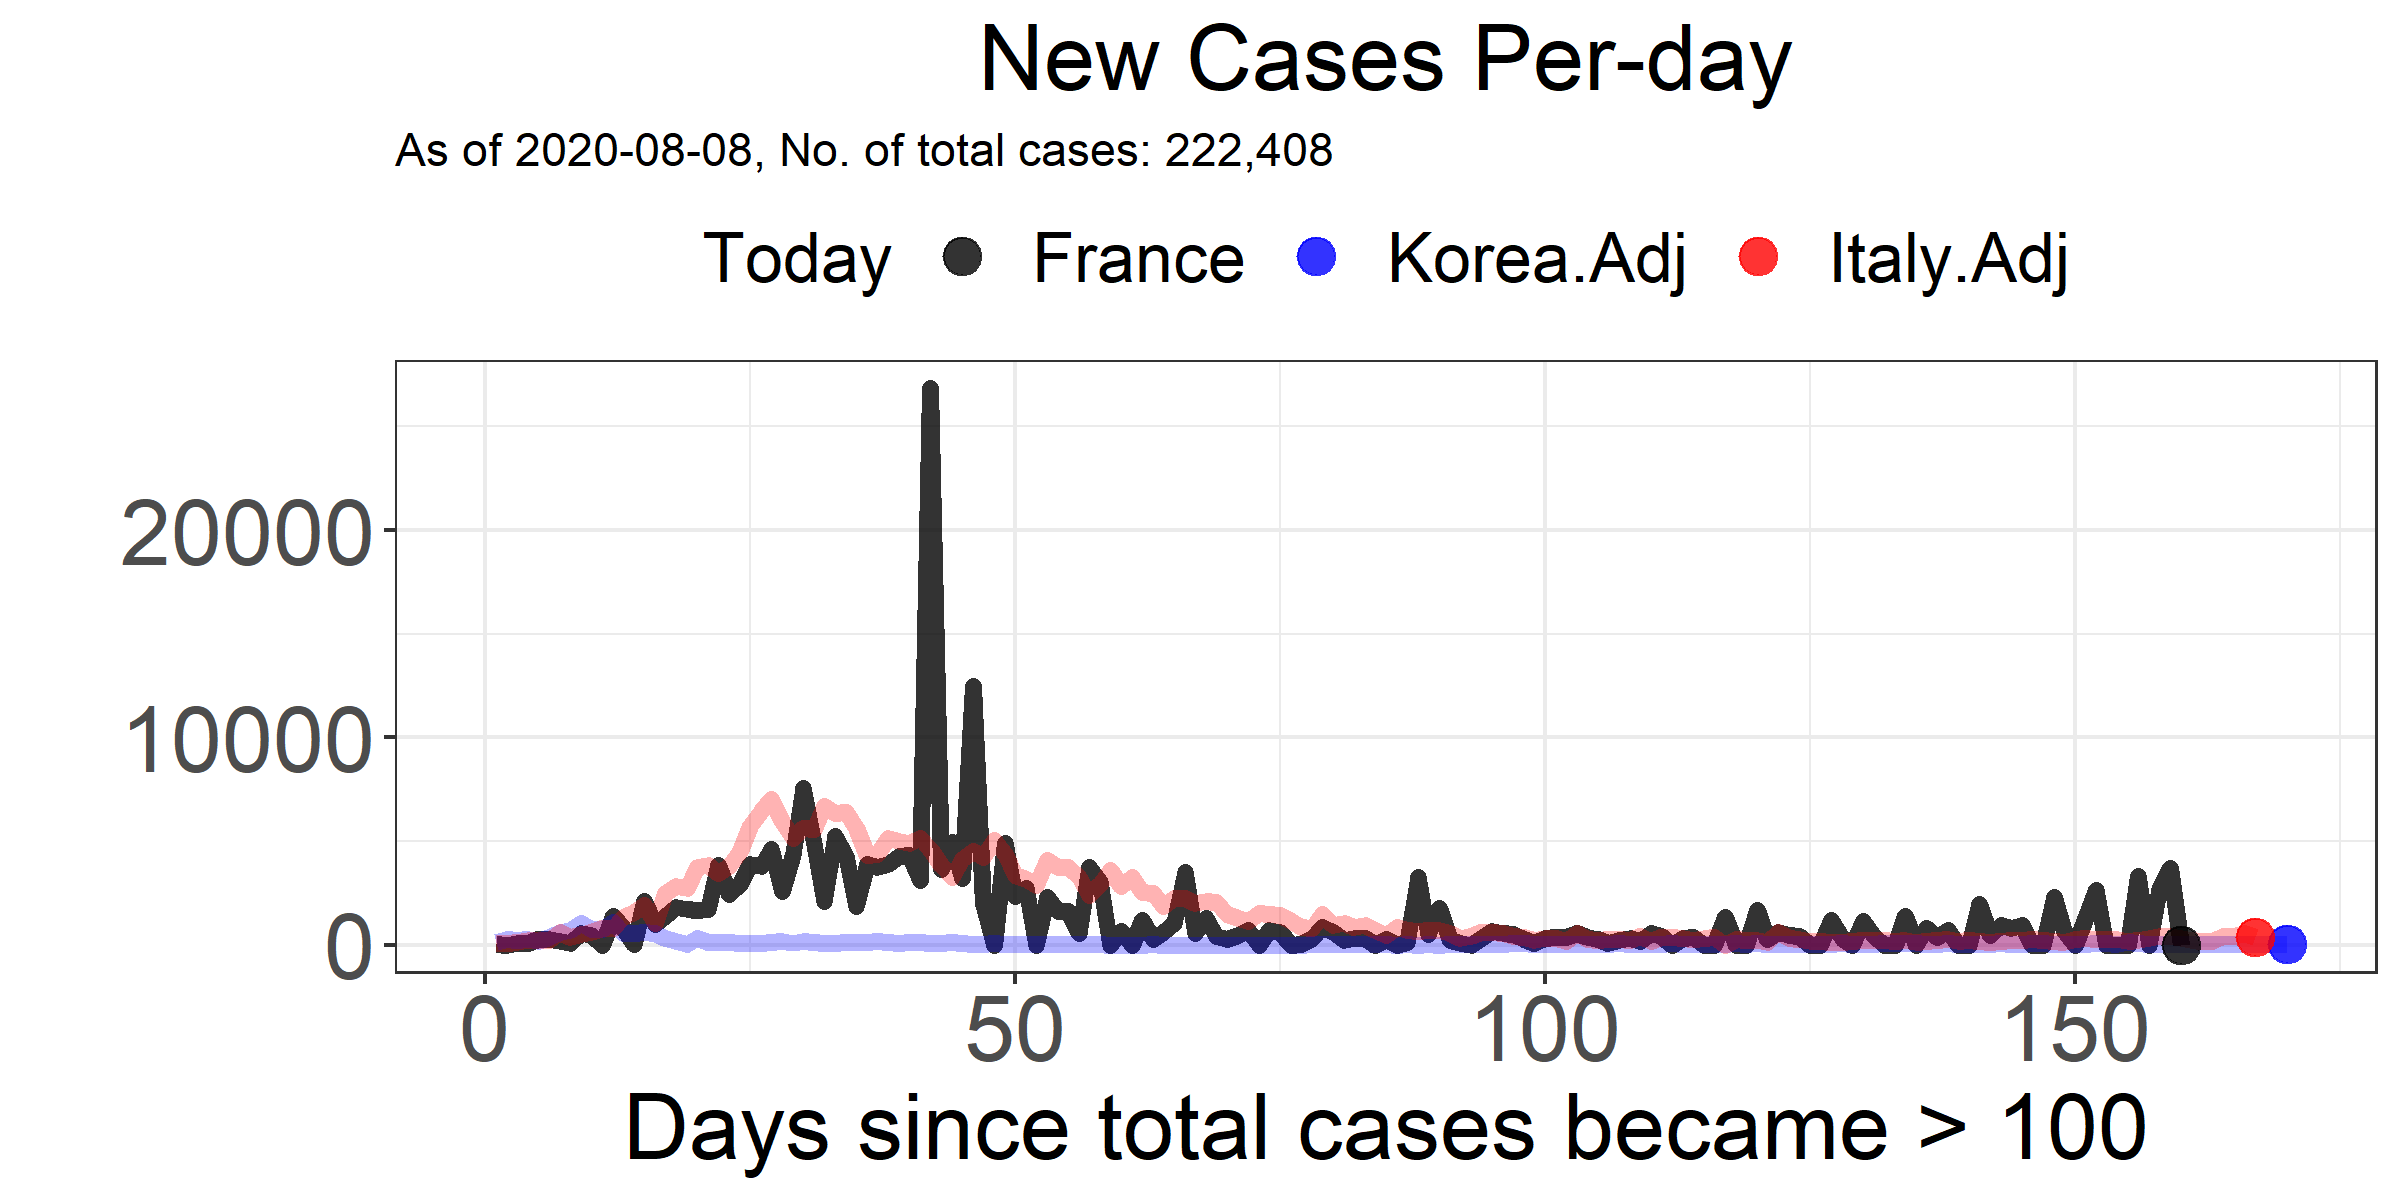 New Cases Per-day
As of 2020-08-08, No. of total cases: 222,408
Today France Korea.Adj Italy.Adj
20000
10000
0
0 50 100 150
Days since total cases became > 100